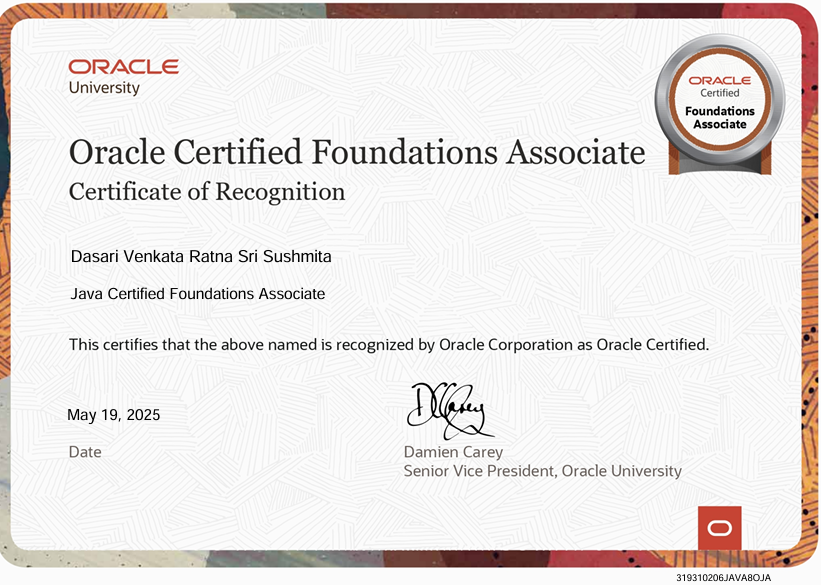 ORACLE
University
ORACLE
Certified
Foundations
Associate
Oracle Certified Foundations Associate
Certificate of Recognition
Dasari Venkata Ratna Sri Sushmita
Java Certified Foundations Associate
This certifies that the above named is recognized by Oracle Corporation as Oracle Certified.
May 19, 2025
Date
DCarey
Damien Carey
Senior Vice President, Oracle University
319310206JAVA8OJA